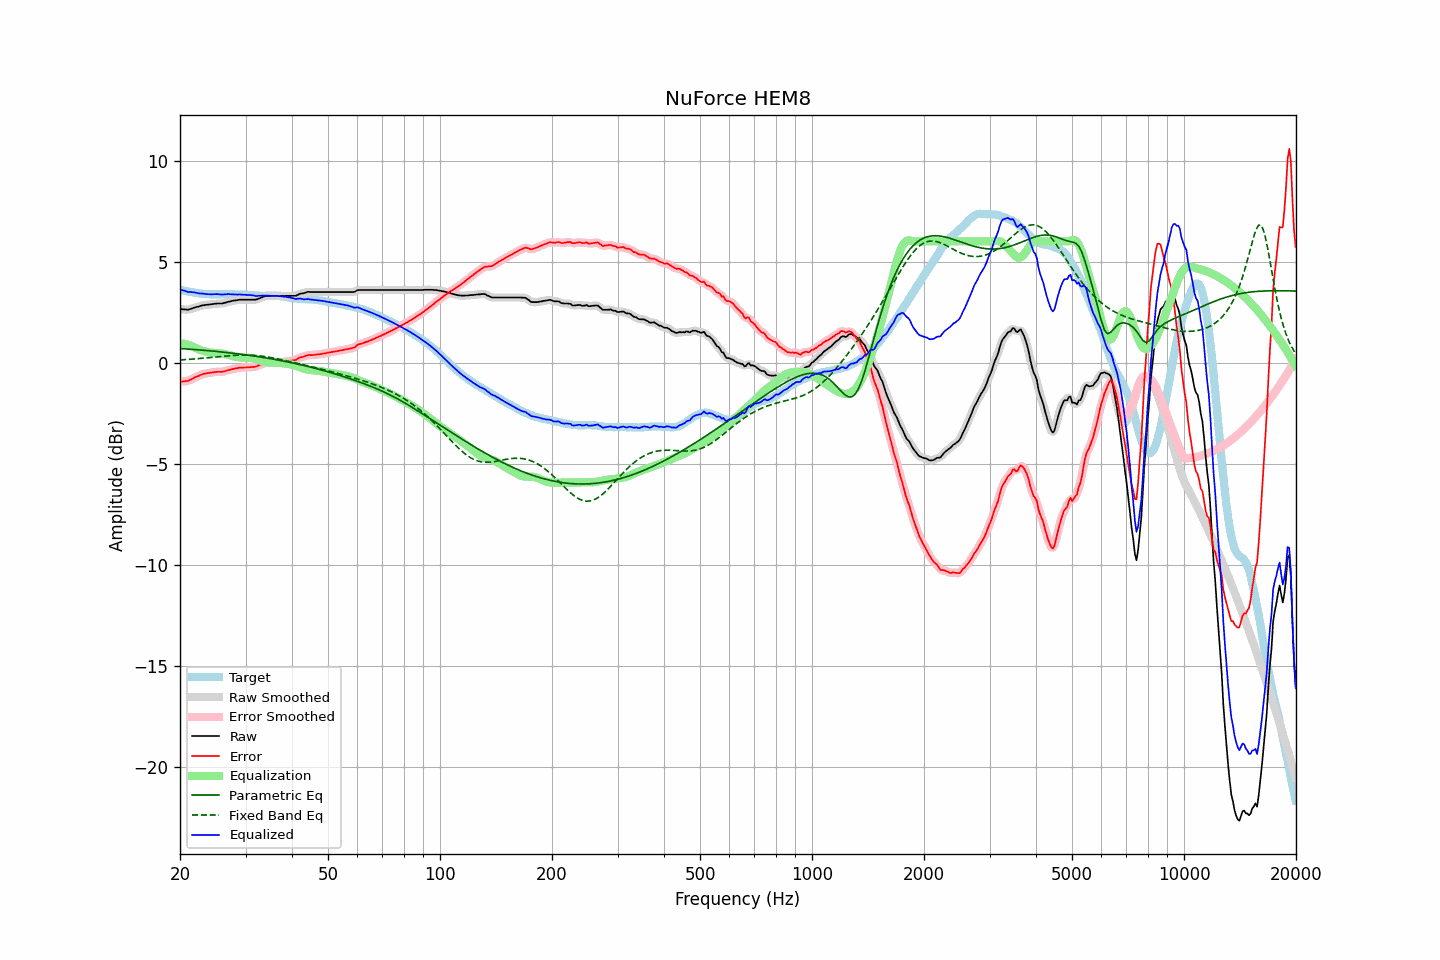 NuForce HEM8
Amplitude (dBr)
10
5
0
−5
−10
−15
−20
Target
Raw Smoothed
Error Smoothed
Raw
Error
Equalization
Parametric Eq
Fixed Band Eq
Equalized
20 50 100 200 500 1000 2000 5000 10000 20000
Frequency (Hz)